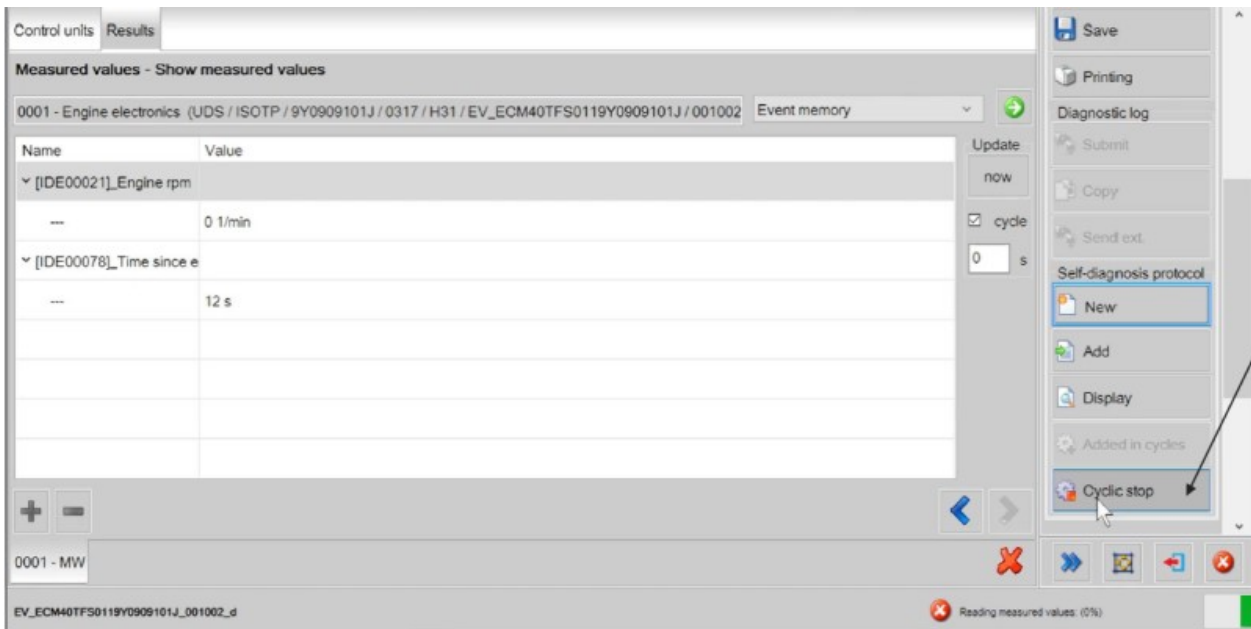 Control units Results
Measured values - Show measured values
0001 - Engine electronics (UDS / ISOTP / 9Y0909101J / 0317 / H31 / EV_ECM40TFS0119Y0909101J / 001002 Event memory
Name Value
[IDE00021]_Engine rpm
--- 0 1/min
[IDE00078]_Time since e
--- 12 s
Update
now
cycle
0 s
0001 - MW
EV_ECM40TFS0119Y0909101J_001002_d
Reading measured values: (0%)
Save
Printing
Diagnostic log
Submit
Copy
Send ext.
Self-diagnosis protocol
New
Add
Display
Added in cycles
Cyclic stop